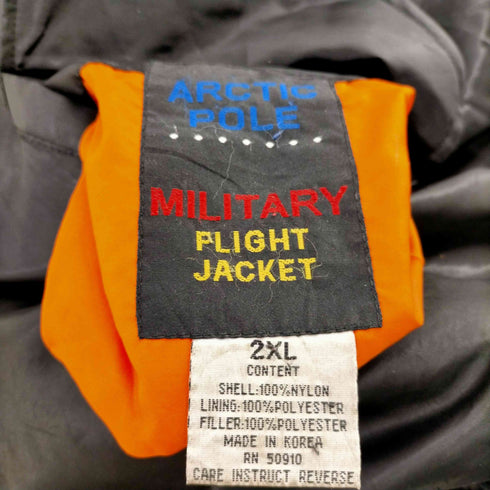 ARCTIC
POLE
MILITARY
FLIGHT
JACKET
2XL
CONTENT
SHELL:100%NYLON
LINING:100%POLYESTER
FILLER:100%POLYESTER
MADE IN KOREA
RN 50910
CARE INSTRUCT REVERSE